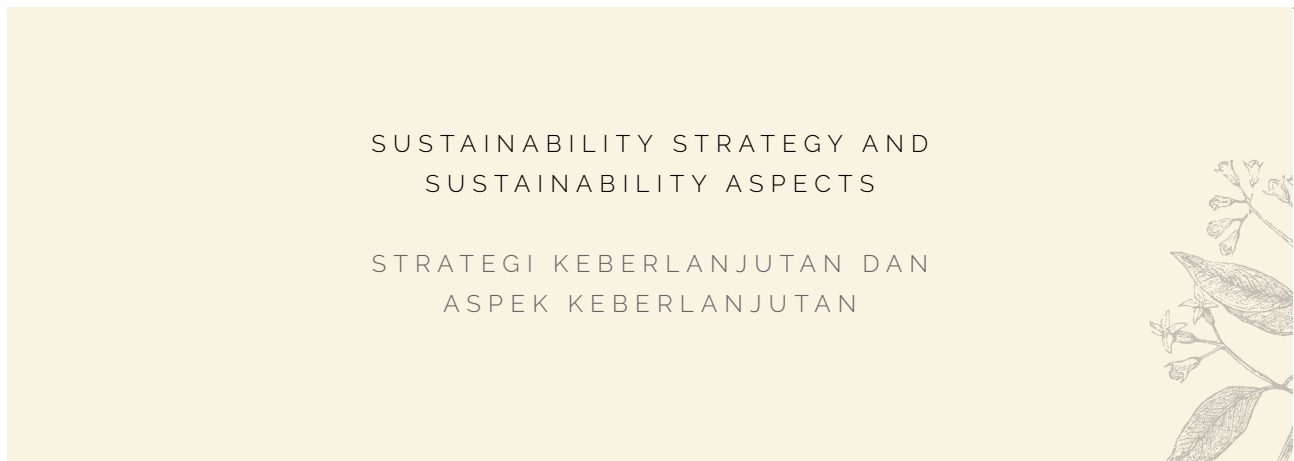 SUSTAINABILITY STRATEGY AND
SUSTAINABILITY ASPECTS
STRATEGI KEBERLANJUTAN DAN
ASPEK KEBERLANJUTAN